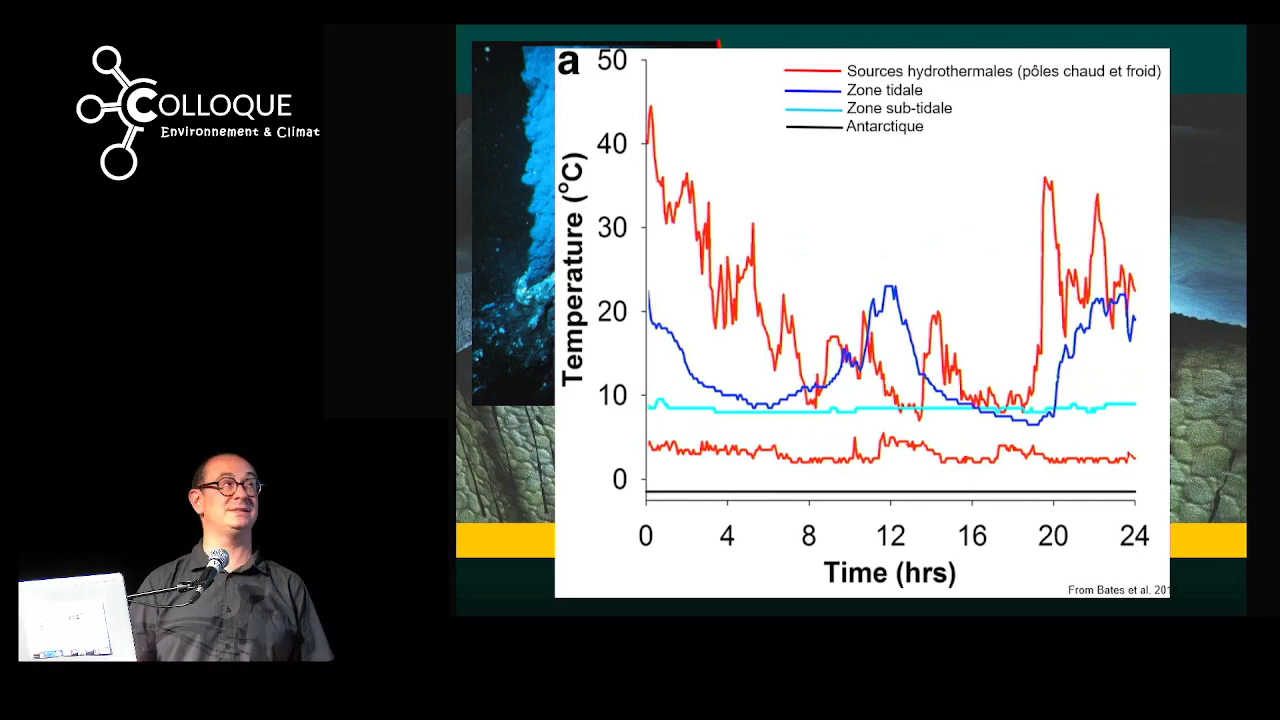 COLLOQUE
Environnement & Climat
a
50
40
30
20
10
0
Temperature (°C)
Sources hydrothermales (pôles chaud et froid)
Zone tidale
Zone sub-tidale
Antarctique
0 4 8 12 16 20 24
Time (hrs)
From Bates et al.